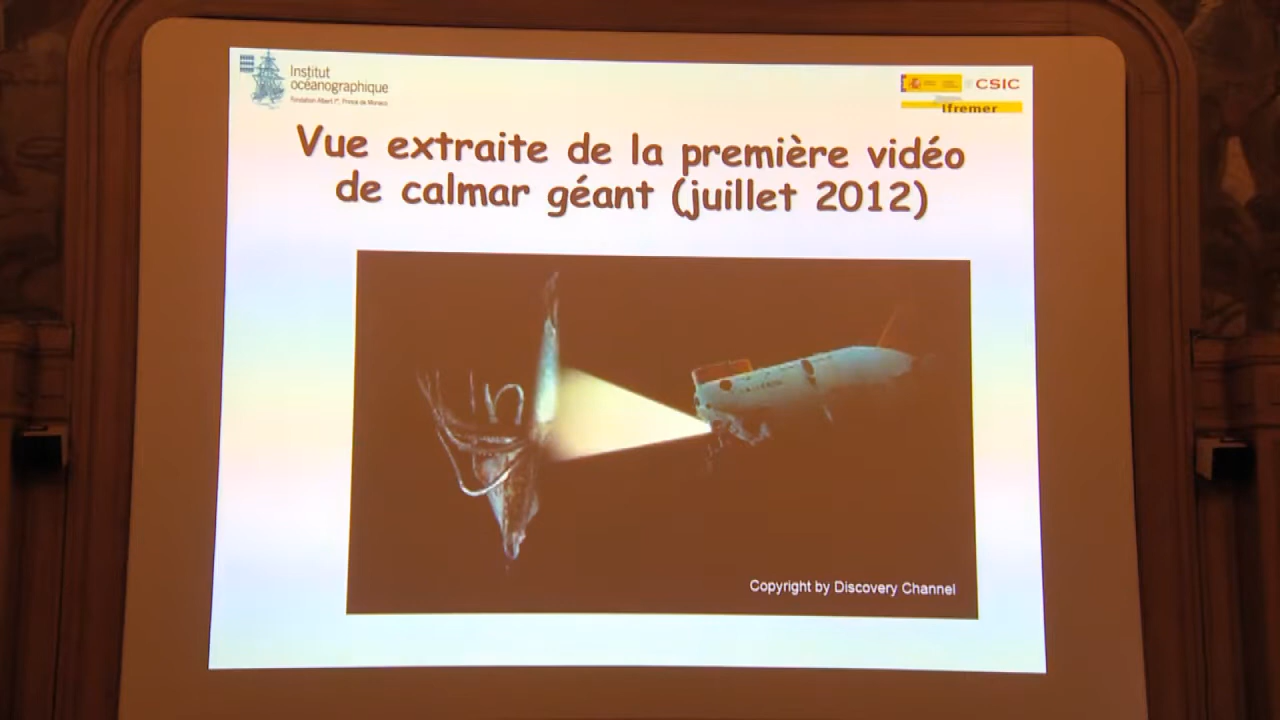 Institut
océanographique
Fondation Albert Iᵉʳ, Prince de Monaco
CSIC
Ifremer
Vue extraite de la première vidéo
de calmar géant (juillet 2012)
Copyright by Discovery Channel